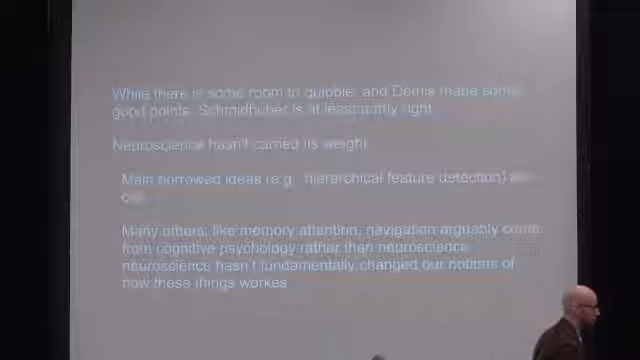 While there is some room to quibble, and Demis made some
good points, Schmidhuber is at least partly right
Neuroscience hasn't carried its weight
Main borrowed ideas (e.g., hierarchical feature detection) are
old
Many others, like memory attention, navigation arguably come
from cognitive psychology rather than neuroscience
neuroscience hasn't fundamentally changed our notions of
how these things workes